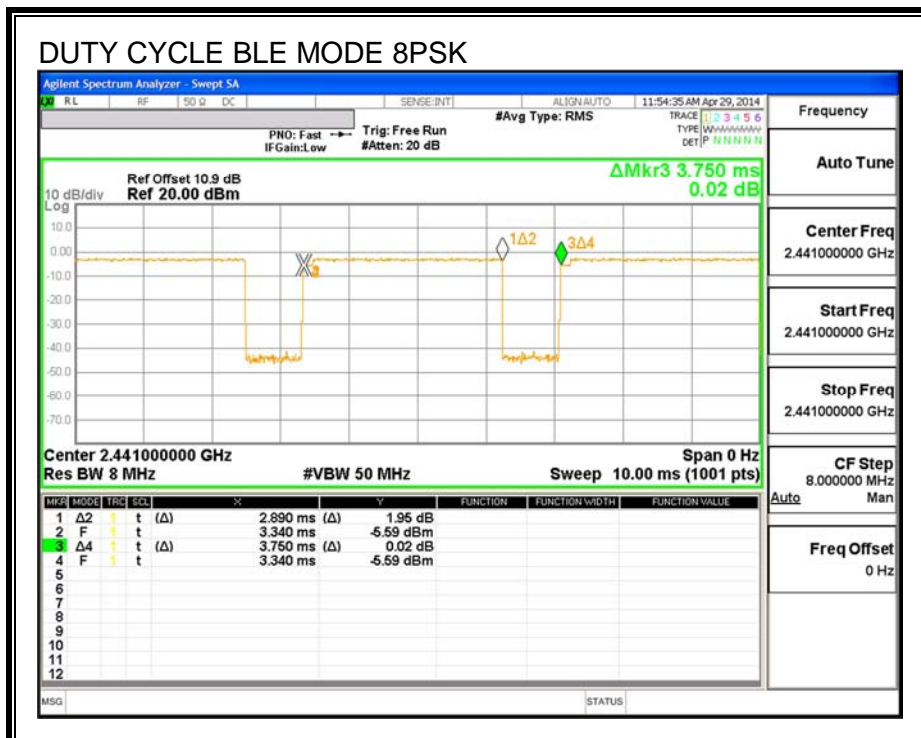 DUTY CYCLE BLE MODE 8PSK
Agilent Spectrum Analyzer - Swept SA
LXI RL RF 50 Ω DC SENSE:INT ALIGN AUTO 11:54:35 AM Apr 29, 2014
PNO: Fast Trig: Free Run #Avg Type: RMS TRACE 1 2 3 4 5 6
IFGain:Low #Atten: 20 dB TYPE WWWWWW
DET P N N N N N
Ref Offset 10.9 dB ΔMkr3 3.750 ms
10 dB/div Ref 20.00 dBm 0.02 dB
Log
10.0
0.00
-10.0
-20.0
-30.0
-40.0
-50.0
-60.0
-70.0
1Δ2
3Δ4
Center 2.441000000 GHz Span 0 Hz
Res BW 8 MHz #VBW 50 MHz Sweep 10.00 ms (1001 pts)
MKR MODE TRC SCL X Y FUNCTION FUNCTION WIDTH FUNCTION VALUE
1 Δ2 1 t (Δ) 2.890 ms (Δ) 1.95 dB
2 F 1 t 3.340 ms -5.59 dBm
3 Δ4 1 t (Δ) 3.750 ms (Δ) 0.02 dB
4 F 1 t 3.340 ms -5.59 dBm
5
6
7
8
9
10
11
12
MSG STATUS
Frequency
Auto Tune
Center Freq
2.441000000 GHz
Start Freq
2.441000000 GHz
Stop Freq
2.441000000 GHz
CF Step
8.000000 MHz
Auto Man
Freq Offset
0 Hz